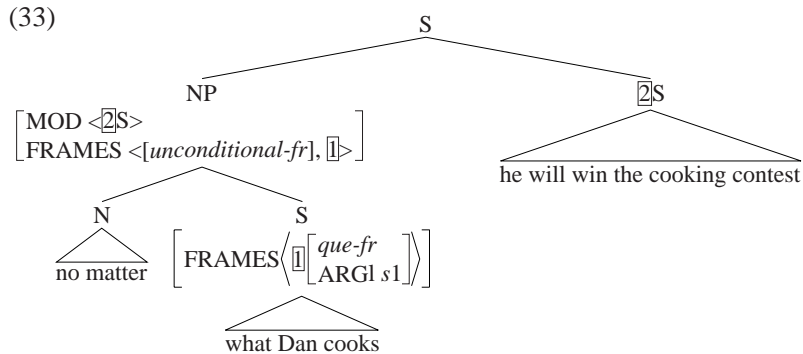 (33)
S
NP
2S
MOD <2S>
FRAMES <[unconditional-fr], 1>
he will win the cooking contest
N
S
no matter
FRAMES⟨1[que-fr
ARG1 s1]⟩
what Dan cooks